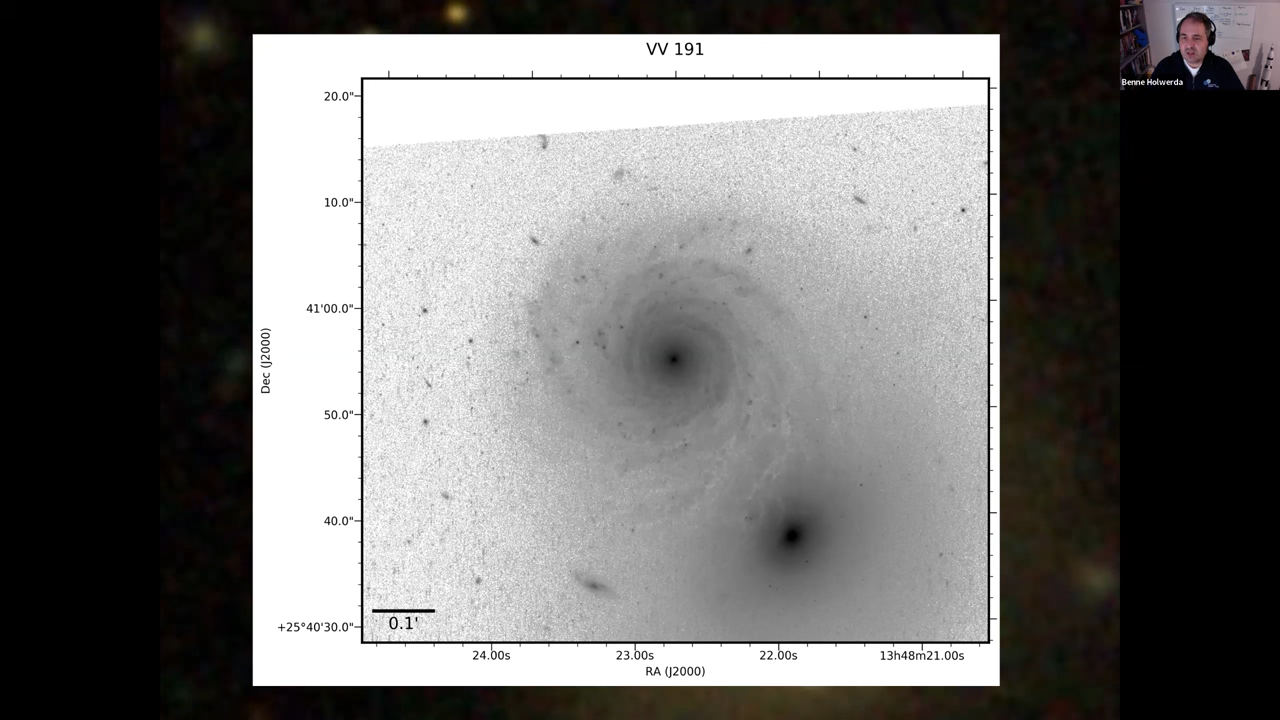 VV 191
20.0"
10.0"
41'00.0"
50.0"
40.0"
+25°40'30.0"
Dec (J2000)
0.1'
24.00s
23.00s
22.00s
13h48m21.00s
RA (J2000)
Benne Holwerda